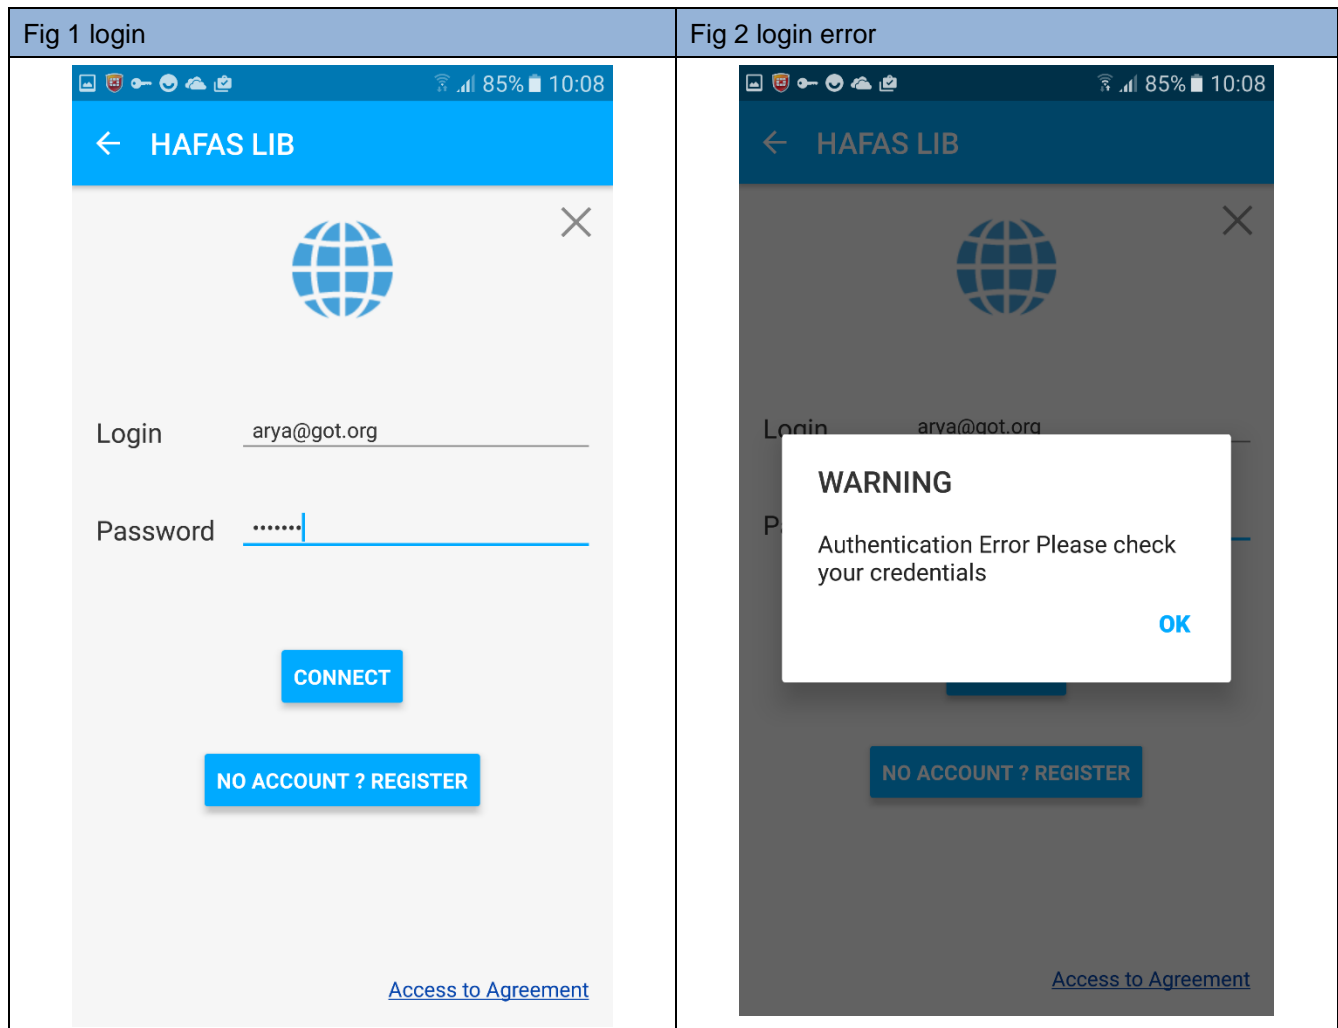 Fig 1 login
Fig 2 login error
85% 10:08
HAFAS LIB
Login arya@got.org
Password •••••••
CONNECT
NO ACCOUNT ? REGISTER
Access to Agreement
85% 10:08
HAFAS LIB
Login arya@got.org
WARNING
P
Authentication Error Please check
your credentials
OK
NO ACCOUNT ? REGISTER
Access to Agreement